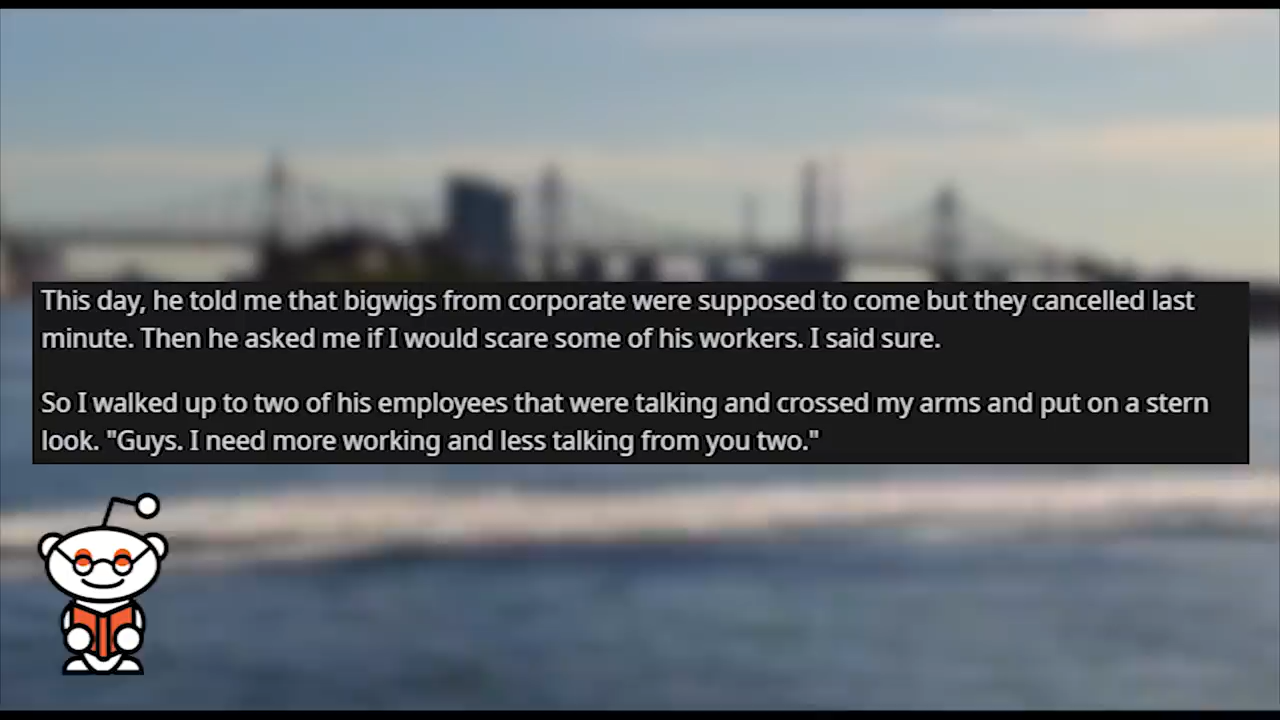 This day, he told me that bigwigs from corporate were supposed to come but they cancelled last
minute. Then he asked me if I would scare some of his workers. I said sure.
So I walked up to two of his employees that were talking and crossed my arms and put on a stern
look. "Guys. I need more working and less talking from you two."